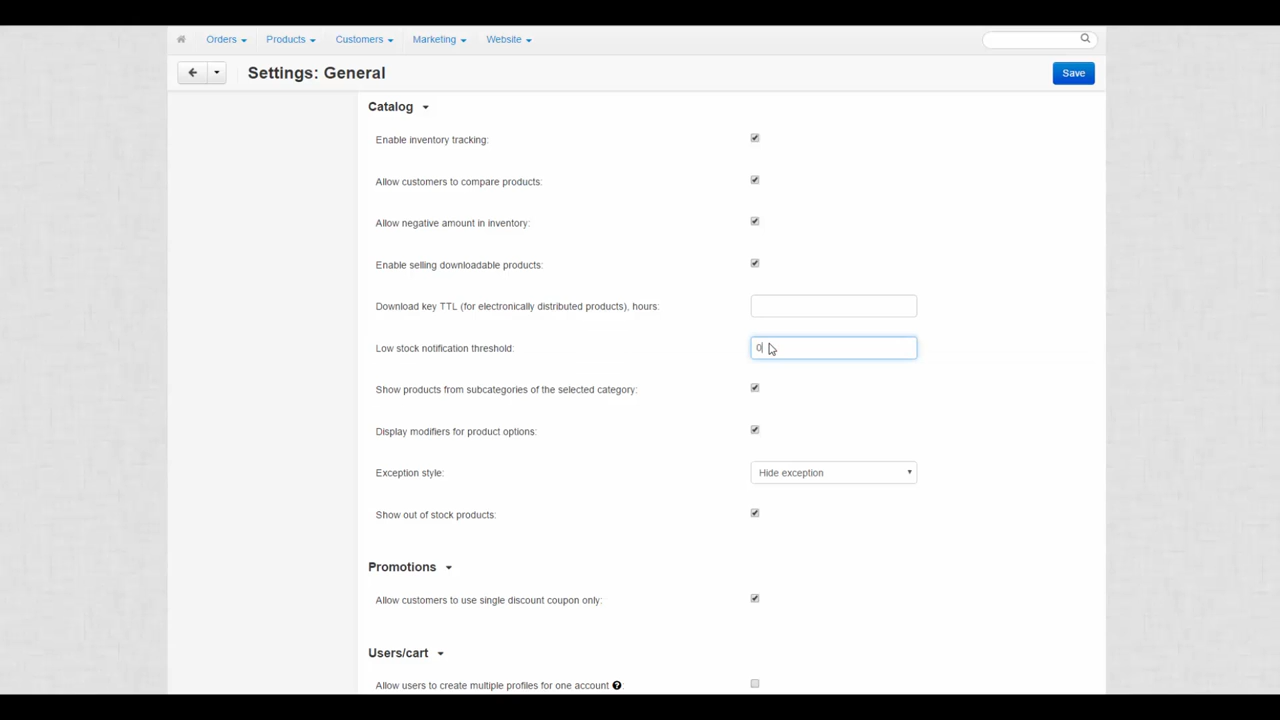 Orders Products Customers Marketing Website
Settings: General Save
Catalog
Enable inventory tracking:
Allow customers to compare products:
Allow negative amount in inventory:
Enable selling downloadable products:
Download key TTL (for electronically distributed products), hours:
Low stock notification threshold: 0
Show products from subcategories of the selected category:
Display modifiers for product options:
Exception style: Hide exception
Show out of stock products:
Promotions
Allow customers to use single discount coupon only:
Users/cart
Allow users to create multiple profiles for one account ?: